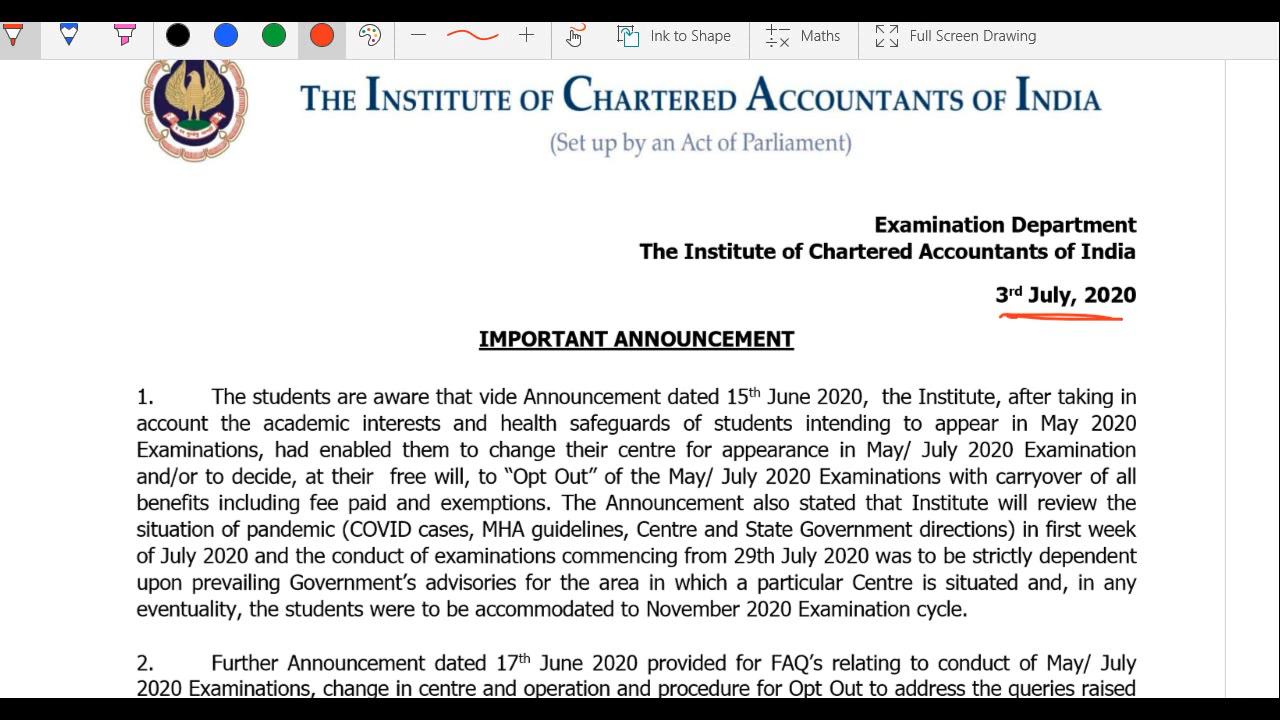 Ink to Shape
Maths
Full Screen Drawing
THE INSTITUTE OF CHARTERED ACCOUNTANTS OF INDIA
(Set up by an Act of Parliament)
Examination Department
The Institute of Chartered Accountants of India
3rd July, 2020
IMPORTANT ANNOUNCEMENT
1. The students are aware that vide Announcement dated 15th June 2020, the Institute, after taking in
account the academic interests and health safeguards of students intending to appear in May 2020
Examinations, had enabled them to change their centre for appearance in May/ July 2020 Examination
and/or to decide, at their free will, to “Opt Out” of the May/ July 2020 Examinations with carryover of all
benefits including fee paid and exemptions. The Announcement also stated that Institute will review the
situation of pandemic (COVID cases, MHA guidelines, Centre and State Government directions) in first week
of July 2020 and the conduct of examinations commencing from 29th July 2020 was to be strictly dependent
upon prevailing Government’s advisories for the area in which a particular Centre is situated and, in any
eventuality, the students were to be accommodated to November 2020 Examination cycle.
2. Further Announcement dated 17th June 2020 provided for FAQ’s relating to conduct of May/ July
2020 Examinations, change in centre and operation and procedure for Opt Out to address the queries raised